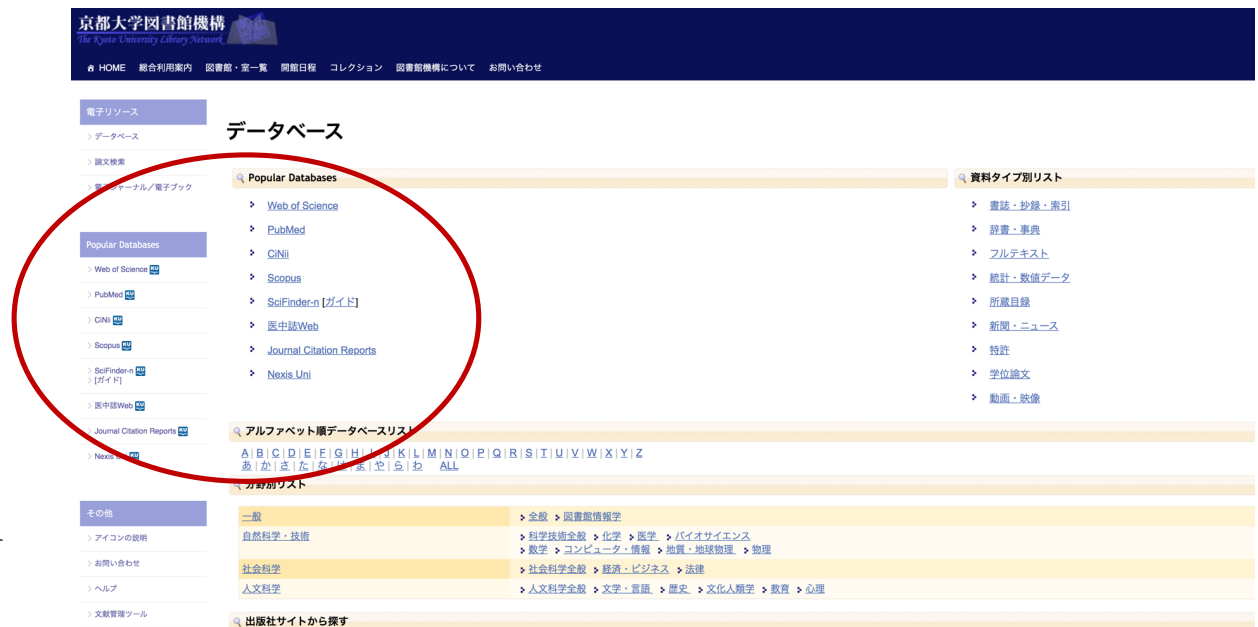 京都大学図書館機構
The Kyoto University Library Network
HOME 総合利用案内 図書館・室一覧 開館日程 コレクション 図書館機構について お問い合わせ
電子リソース
データベース
論文検索
電子ジャーナル／電子ブック
Popular Databases
Web of Science KU
PubMed KU
CiNii KU
Scopus KU
SciFinder-n KU
[ガイド]
医中誌Web KU
Journal Citation Reports KU
Nexis Uni KU
その他
アイコンの説明
お問い合わせ
ヘルプ
文献管理ツール
データベース
Popular Databases
Web of Science
PubMed
CiNii
Scopus
SciFinder-n [ガイド]
医中誌Web
Journal Citation Reports
Nexis Uni
資料タイプ別リスト
書誌・抄録・索引
辞書・事典
フルテキスト
統計・数値データ
所蔵目録
新聞・ニュース
特許
学位論文
動画・映像
アルファベット順データベースリスト
A | B | C | D | E | F | G | H | I | J | K | L | M | N | O | P | Q | R | S | T | U | V | W | X | Y | Z
あ | か | さ | た | な | は | ま | や | ら | わ ALL
分野別リスト
一般 全般 図書館情報学
自然科学・技術 科学技術全般 化学 医学 バイオサイエンス
数学 コンピュータ・情報 地質・地球物理 物理
社会科学 社会科学全般 経済・ビジネス 法律
人文科学 人文科学全般 文学・言語 歴史 文化人類学 教育 心理
出版社サイトから探す